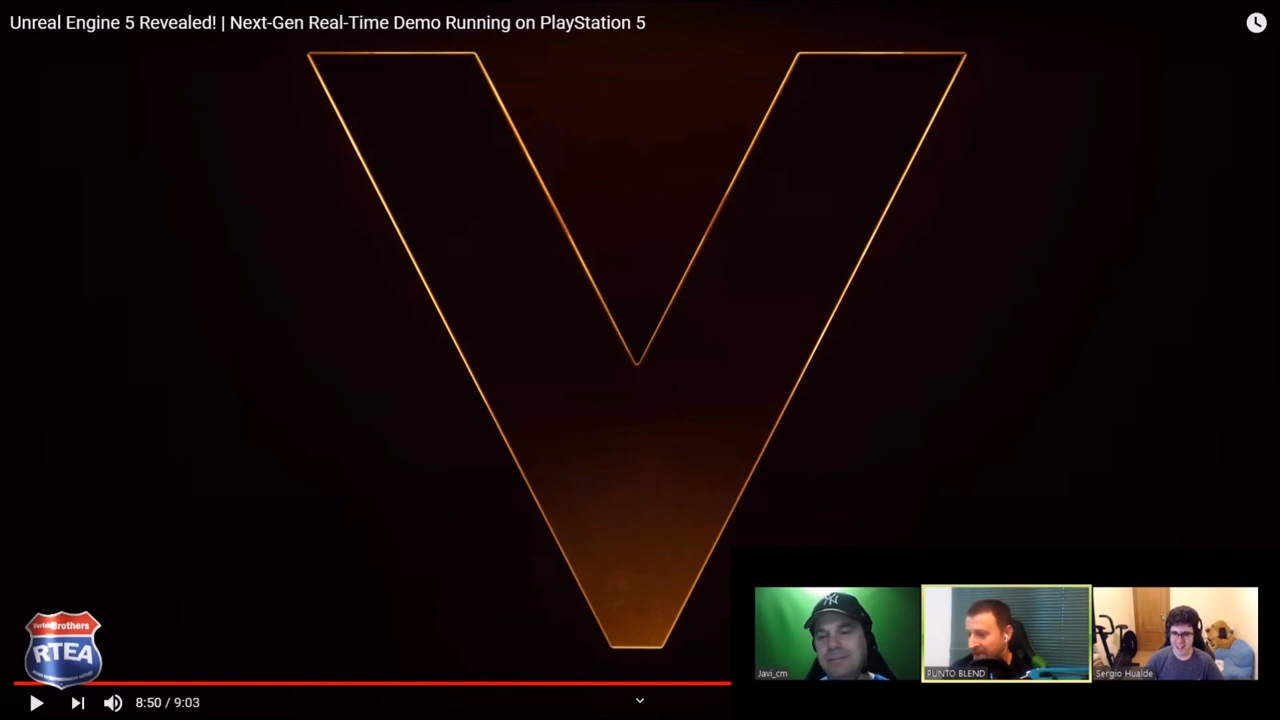 Unreal Engine 5 Revealed! | Next-Gen Real-Time Demo Running on PlayStation 5
V
VertexBrothers
RTEA
Javi_cm
PUNTO BLEND
Sergio Hualde
8:50 / 9:03